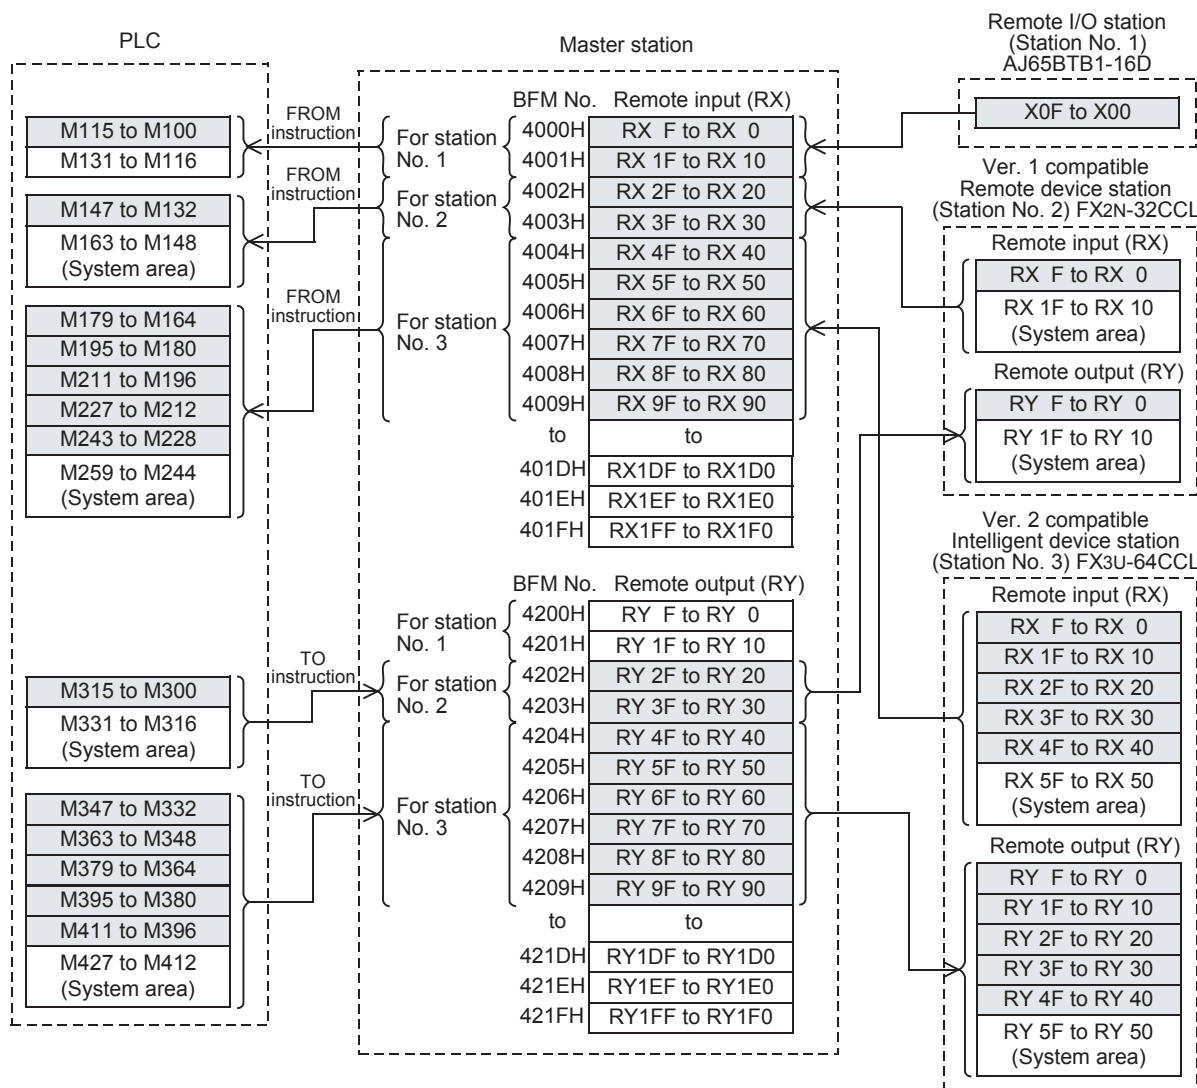 PLC
FROM
instruction
M115 to M100
M131 to M116
FROM
instruction
M147 to M132
M163 to M148
(System area)
FROM
instruction
M179 to M164
M195 to M180
M211 to M196
M227 to M212
M243 to M228
M259 to M244
(System area)
TO
instruction
M315 to M300
M331 to M316
(System area)
TO
instruction
M347 to M332
M363 to M348
M379 to M364
M395 to M380
M411 to M396
M427 to M412
(System area)
Master station
BFM No. Remote input (RX)
For station
No. 1
4000H RX F to RX 0
4001H RX 1F to RX 10
For station
No. 2
4002H RX 2F to RX 20
4003H RX 3F to RX 30
For station
No. 3
4004H RX 4F to RX 40
4005H RX 5F to RX 50
4006H RX 6F to RX 60
4007H RX 7F to RX 70
4008H RX 8F to RX 80
4009H RX 9F to RX 90
to to
401DH RX1DF to RX1D0
401EH RX1EF to RX1E0
401FH RX1FF to RX1F0
BFM No. Remote output (RY)
For station
No. 1
4200H RY F to RY 0
4201H RY 1F to RY 10
For station
No. 2
4202H RY 2F to RY 20
4203H RY 3F to RY 30
For station
No. 3
4204H RY 4F to RY 40
4205H RY 5F to RY 50
4206H RY 6F to RY 60
4207H RY 7F to RY 70
4208H RY 8F to RY 80
4209H RY 9F to RY 90
to to
421DH RY1DF to RY1D0
421EH RY1EF to RY1E0
421FH RY1FF to RY1F0
Remote I/O station
(Station No. 1)
AJ65BTB1-16D
X0F to X00
Ver. 1 compatible
Remote device station
(Station No. 2) FX2N-32CCL
Remote input (RX)
RX F to RX 0
RX 1F to RX 10
(System area)
Remote output (RY)
RY F to RY 0
RY 1F to RY 10
(System area)
Ver. 2 compatible
Intelligent device station
(Station No. 3) FX3U-64CCL
Remote input (RX)
RX F to RX 0
RX 1F to RX 10
RX 2F to RX 20
RX 3F to RX 30
RX 4F to RX 40
RX 5F to RX 50
(System area)
Remote output (RY)
RY F to RY 0
RY 1F to RY 10
RY 2F to RY 20
RY 3F to RY 30
RY 4F to RY 40
RY 5F to RY 50
(System area)